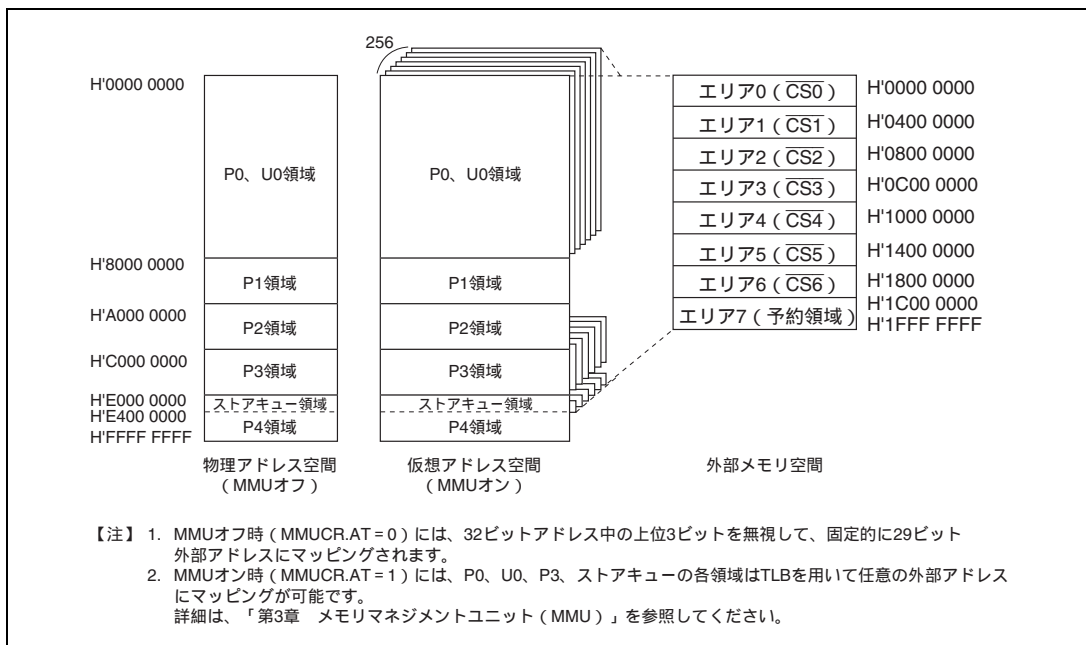 256
H'0000 0000
P0、U0領域
H'8000 0000
P1領域
H'A000 0000
P2領域
H'C000 0000
P3領域
H'E000 0000
ストアキュー領域
H'E400 0000
P4領域
H'FFFF FFFF
物理アドレス空間
(MMUオフ)
P0、U0領域
P1領域
P2領域
P3領域
ストアキュー領域
P4領域
仮想アドレス空間
(MMUオン)
エリア0(CS0) H'0000 0000
エリア1(CS1) H'0400 0000
エリア2(CS2) H'0800 0000
エリア3(CS3) H'0C00 0000
エリア4(CS4) H'1000 0000
エリア5(CS5) H'1400 0000
エリア6(CS6) H'1800 0000
エリア7(予約領域) H'1C00 0000
H'1FFF FFFF
外部メモリ空間
【注】 1. MMUオフ時(MMUCR.AT = 0)には、32ビットアドレス中の上位3ビットを無視して、固定的に29ビット
外部アドレスにマッピングされます。
2. MMUオン時(MMUCR.AT = 1)には、P0、U0、P3、ストアキューの各領域はTLBを用いて任意の外部アドレス
にマッピングが可能です。
詳細は、「第3章 メモリマネジメントユニット(MMU)」を参照してください。